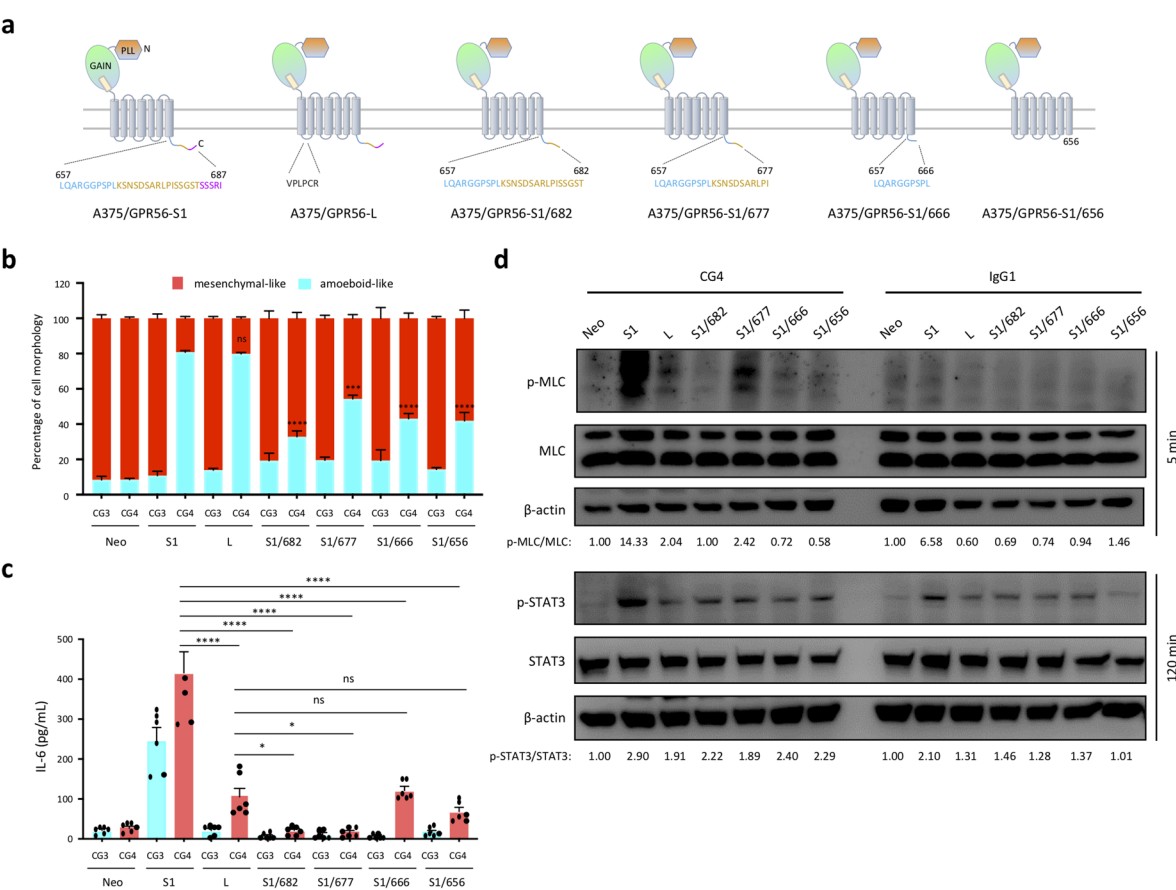 a
PLL N
GAIN
C
656
657 687
LQARGGPSPLKSNSDSARLPISSGSTSSSRI
VPLPCR
657 682
LQARGGPSPLKSNSDSARLPISSGST
657 677
LQARGGPSPLKSNSDSARLPI
657 666
LQARGGPSPL
A375/GPR56-S1 A375/GPR56-L A375/GPR56-S1/682 A375/GPR56-S1/677 A375/GPR56-S1/666 A375/GPR56-S1/656
b
mesenchymal-like amoeboid-like
Percentage of cell morphology
120
100
80
60
40
20
0
ns
****
***
****
****
CG3 CG4 CG3 CG4 CG3 CG4 CG3 CG4 CG3 CG4 CG3 CG4 CG3 CG4
Neo S1 L S1/682 S1/677 S1/666 S1/656
c
IL-6 (pg/mL)
500
400
300
200
100
0
****
****
****
****
****
ns
ns
*
*
CG3 CG4 CG3 CG4 CG3 CG4 CG3 CG4 CG3 CG4 CG3 CG4 CG3 CG4
Neo S1 L S1/682 S1/677 S1/666 S1/656
d
CG4 IgG1
Neo S1 L S1/682 S1/677 S1/666 S1/656 Neo S1 L S1/682 S1/677 S1/666 S1/656
p-MLC
MLC
β-actin
5 min
p-MLC/MLC: 1.00 14.33 2.04 1.00 2.42 0.72 0.58 1.00 6.58 0.60 0.69 0.74 0.94 1.46
p-STAT3
STAT3
β-actin
120 min
p-STAT3/STAT3: 1.00 2.90 1.91 2.22 1.89 2.40 2.29 1.00 2.10 1.31 1.46 1.28 1.37 1.01